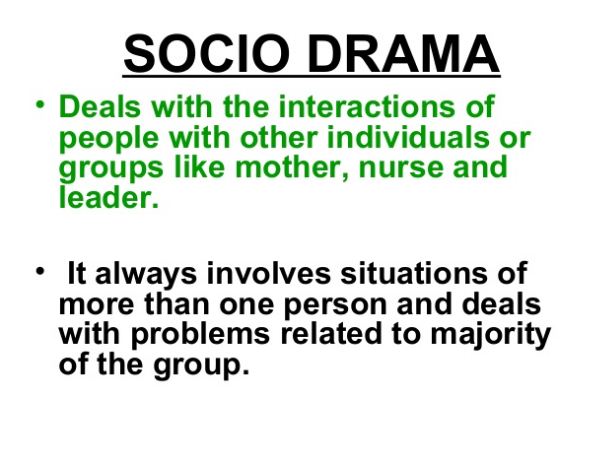 SOCIO DRAMA
• Deals with the interactions of
people with other individuals or
groups like mother, nurse and
leader.
• It always involves situations of
more than one person and deals
with problems related to majority
of the group.